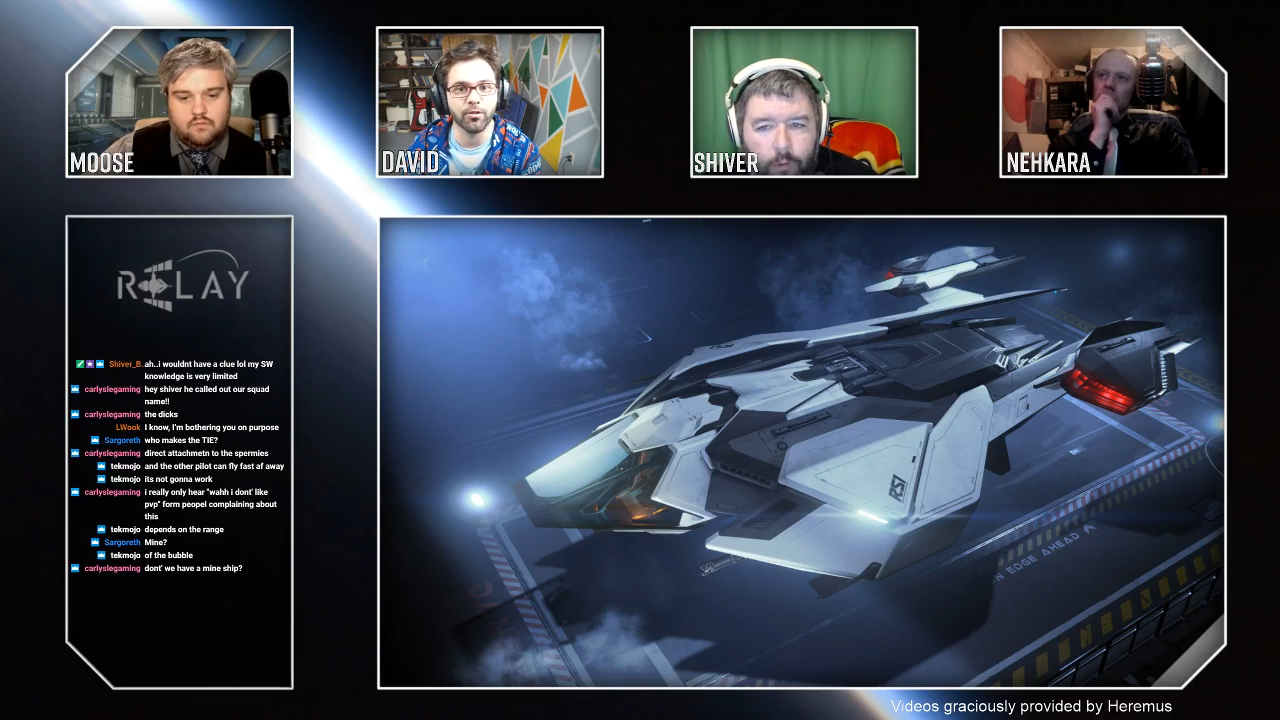 MOOSE
DAVID
SHIVER
NEHKARA
RELAY
Shiver_B. ah..i wouldnt have a clue lol my SW
knowledge is very limited
carlyslegaming hey shiver he called out our squad
name!!
carlyslegaming the dicks
LWook I know, I'm bothering you on purpose
Sargoreth who makes the TIE?
carlyslegaming direct attachmetn to the spermies
tekmojo and the other pilot can fly fast af away
tekmojo its not gonna work
carlyslegaming i really only hear "wahh i dont' like
pvp" form peopel complaining about
this
tekmojo depends on the range
Sargoreth Mine?
tekmojo of the bubble
carlyslegaming dont' we have a mine ship?
RSI
EDGE AHEAD
Videos graciously provided by Heremus